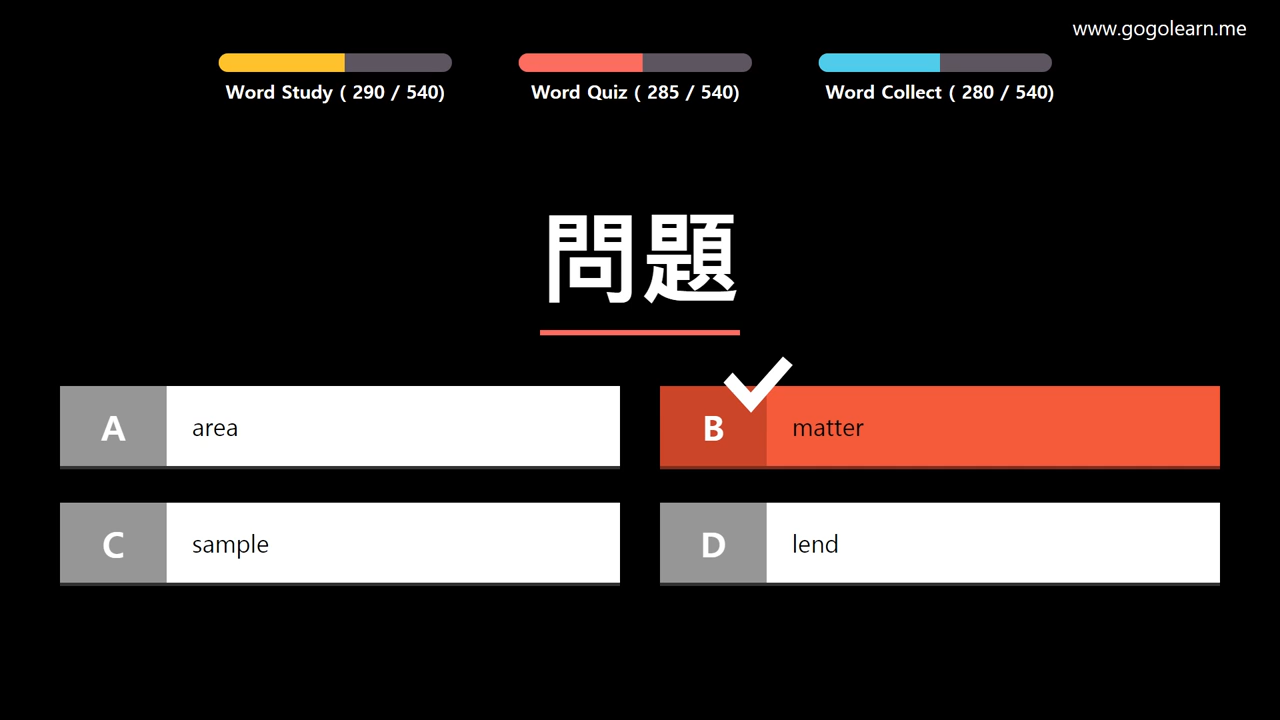 www.gogolearn.me
Word Study ( 290 / 540)
Word Quiz ( 285 / 540)
Word Collect ( 280 / 540)
問題
A area
B matter
C sample
D lend